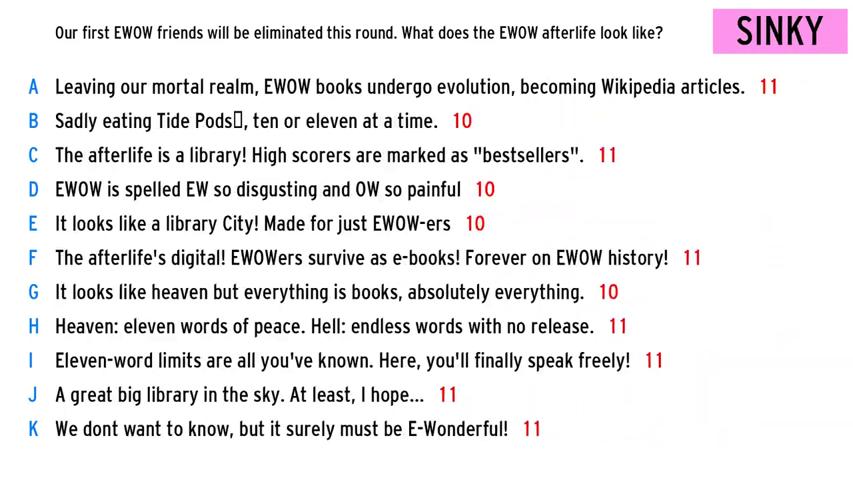 Our first EWOW friends will be eliminated this round. What does the EWOW afterlife look like?
SINKY
A Leaving our mortal realm, EWOW books undergo evolution, becoming Wikipedia articles. 11
B Sadly eating Tide Pods▯, ten or eleven at a time. 10
C The afterlife is a library! High scorers are marked as "bestsellers". 11
D EWOW is spelled EW so disgusting and OW so painful 10
E It looks like a library City! Made for just EWOW-ers 10
F The afterlife's digital! EWOWers survive as e-books! Forever on EWOW history! 11
G It looks like heaven but everything is books, absolutely everything. 10
H Heaven: eleven words of peace. Hell: endless words with no release. 11
I Eleven-word limits are all you've known. Here, you'll finally speak freely! 11
J A great big library in the sky. At least, I hope... 11
K We dont want to know, but it surely must be E-Wonderful! 11